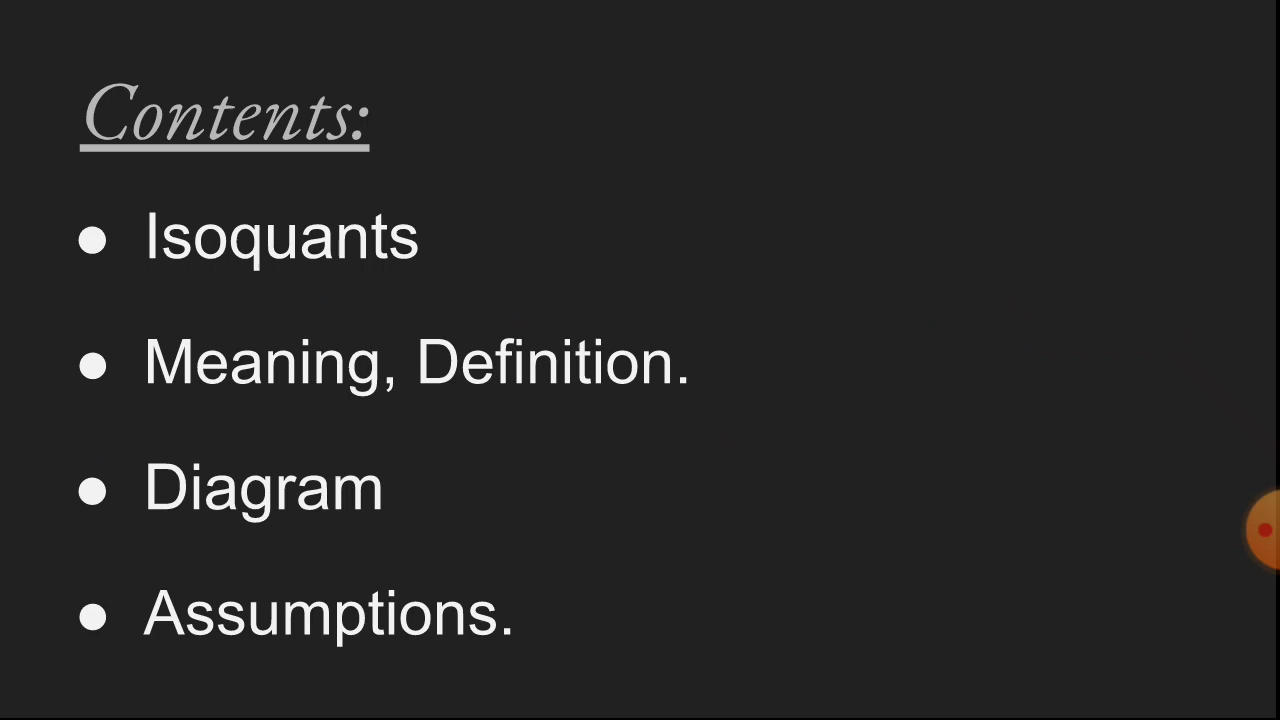 Contents:
● Isoquants
● Meaning, Definition.
● Diagram
● Assumptions.